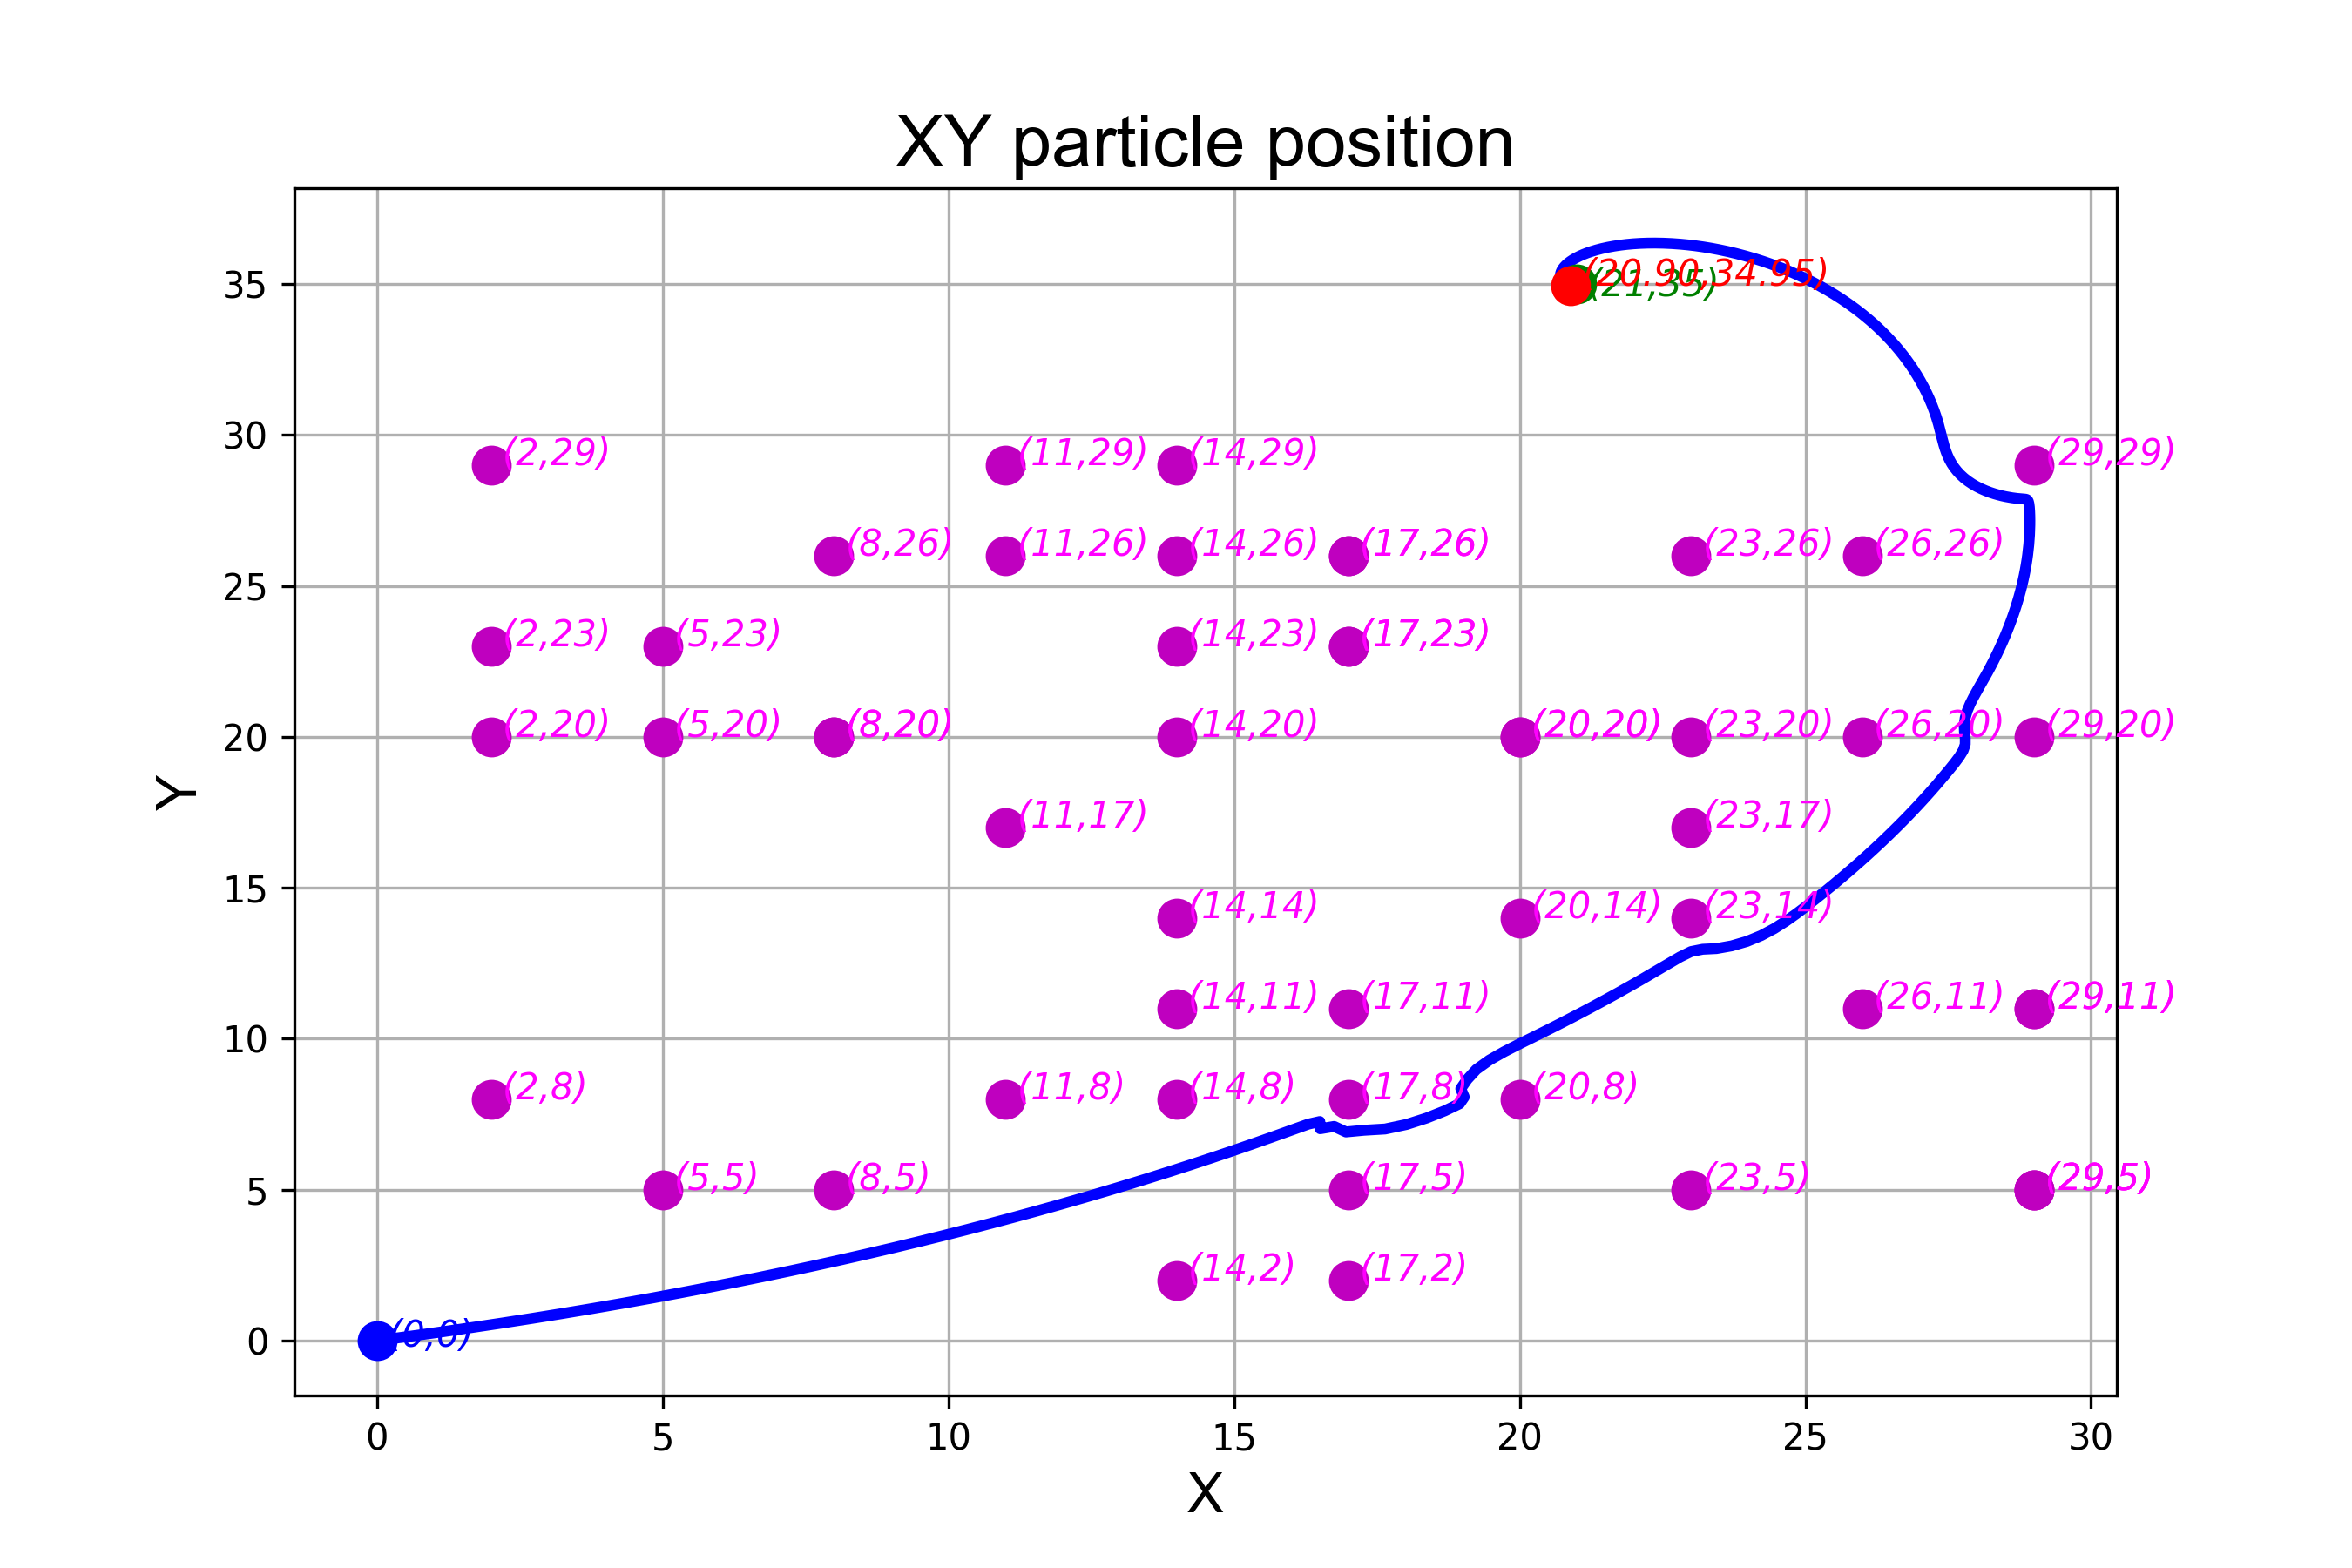 XY particle position
35
(20.90,34.95)
(21,35)
30
(2,29) (11,29) (14,29) (29,29)
(8,26) (11,26) (14,26) (17,26) (23,26) (26,26)
25
(2,23) (5,23) (14,23) (17,23)
20 (2,20) (5,20) (8,20) (14,20) (20,20) (23,20) (26,20) (29,20)
Y
(11,17) (23,17)
15
(14,14) (20,14) (23,14)
(14,11) (17,11) (26,11) (29,11)
10
(2,8) (11,8) (14,8) (17,8) (20,8)
5 (5,5) (8,5) (17,5) (23,5) (29,5)
(14,2) (17,2)
0 (0,0)
0 5 10 15 20 25 30
X